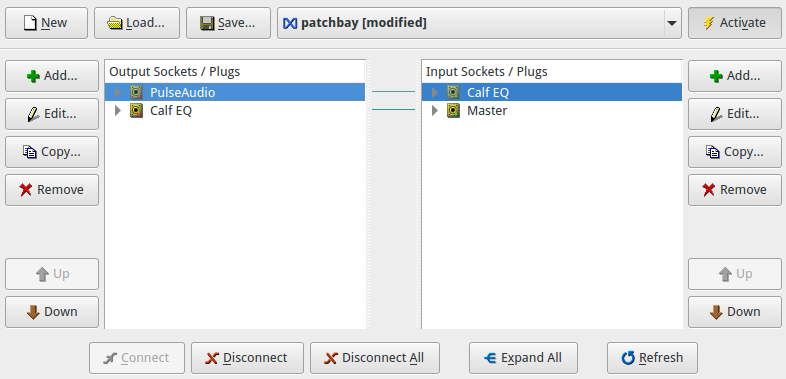 New Load... Save... patchbay [modified] Activate
Output Sockets / Plugs Input Sockets / Plugs
Add... PulseAudio Calf EQ Add...
Edit... Calf EQ Master Edit...
Copy... Copy...
Remove Remove
Up Up
Down Down
Connect Disconnect Disconnect All Expand All Refresh